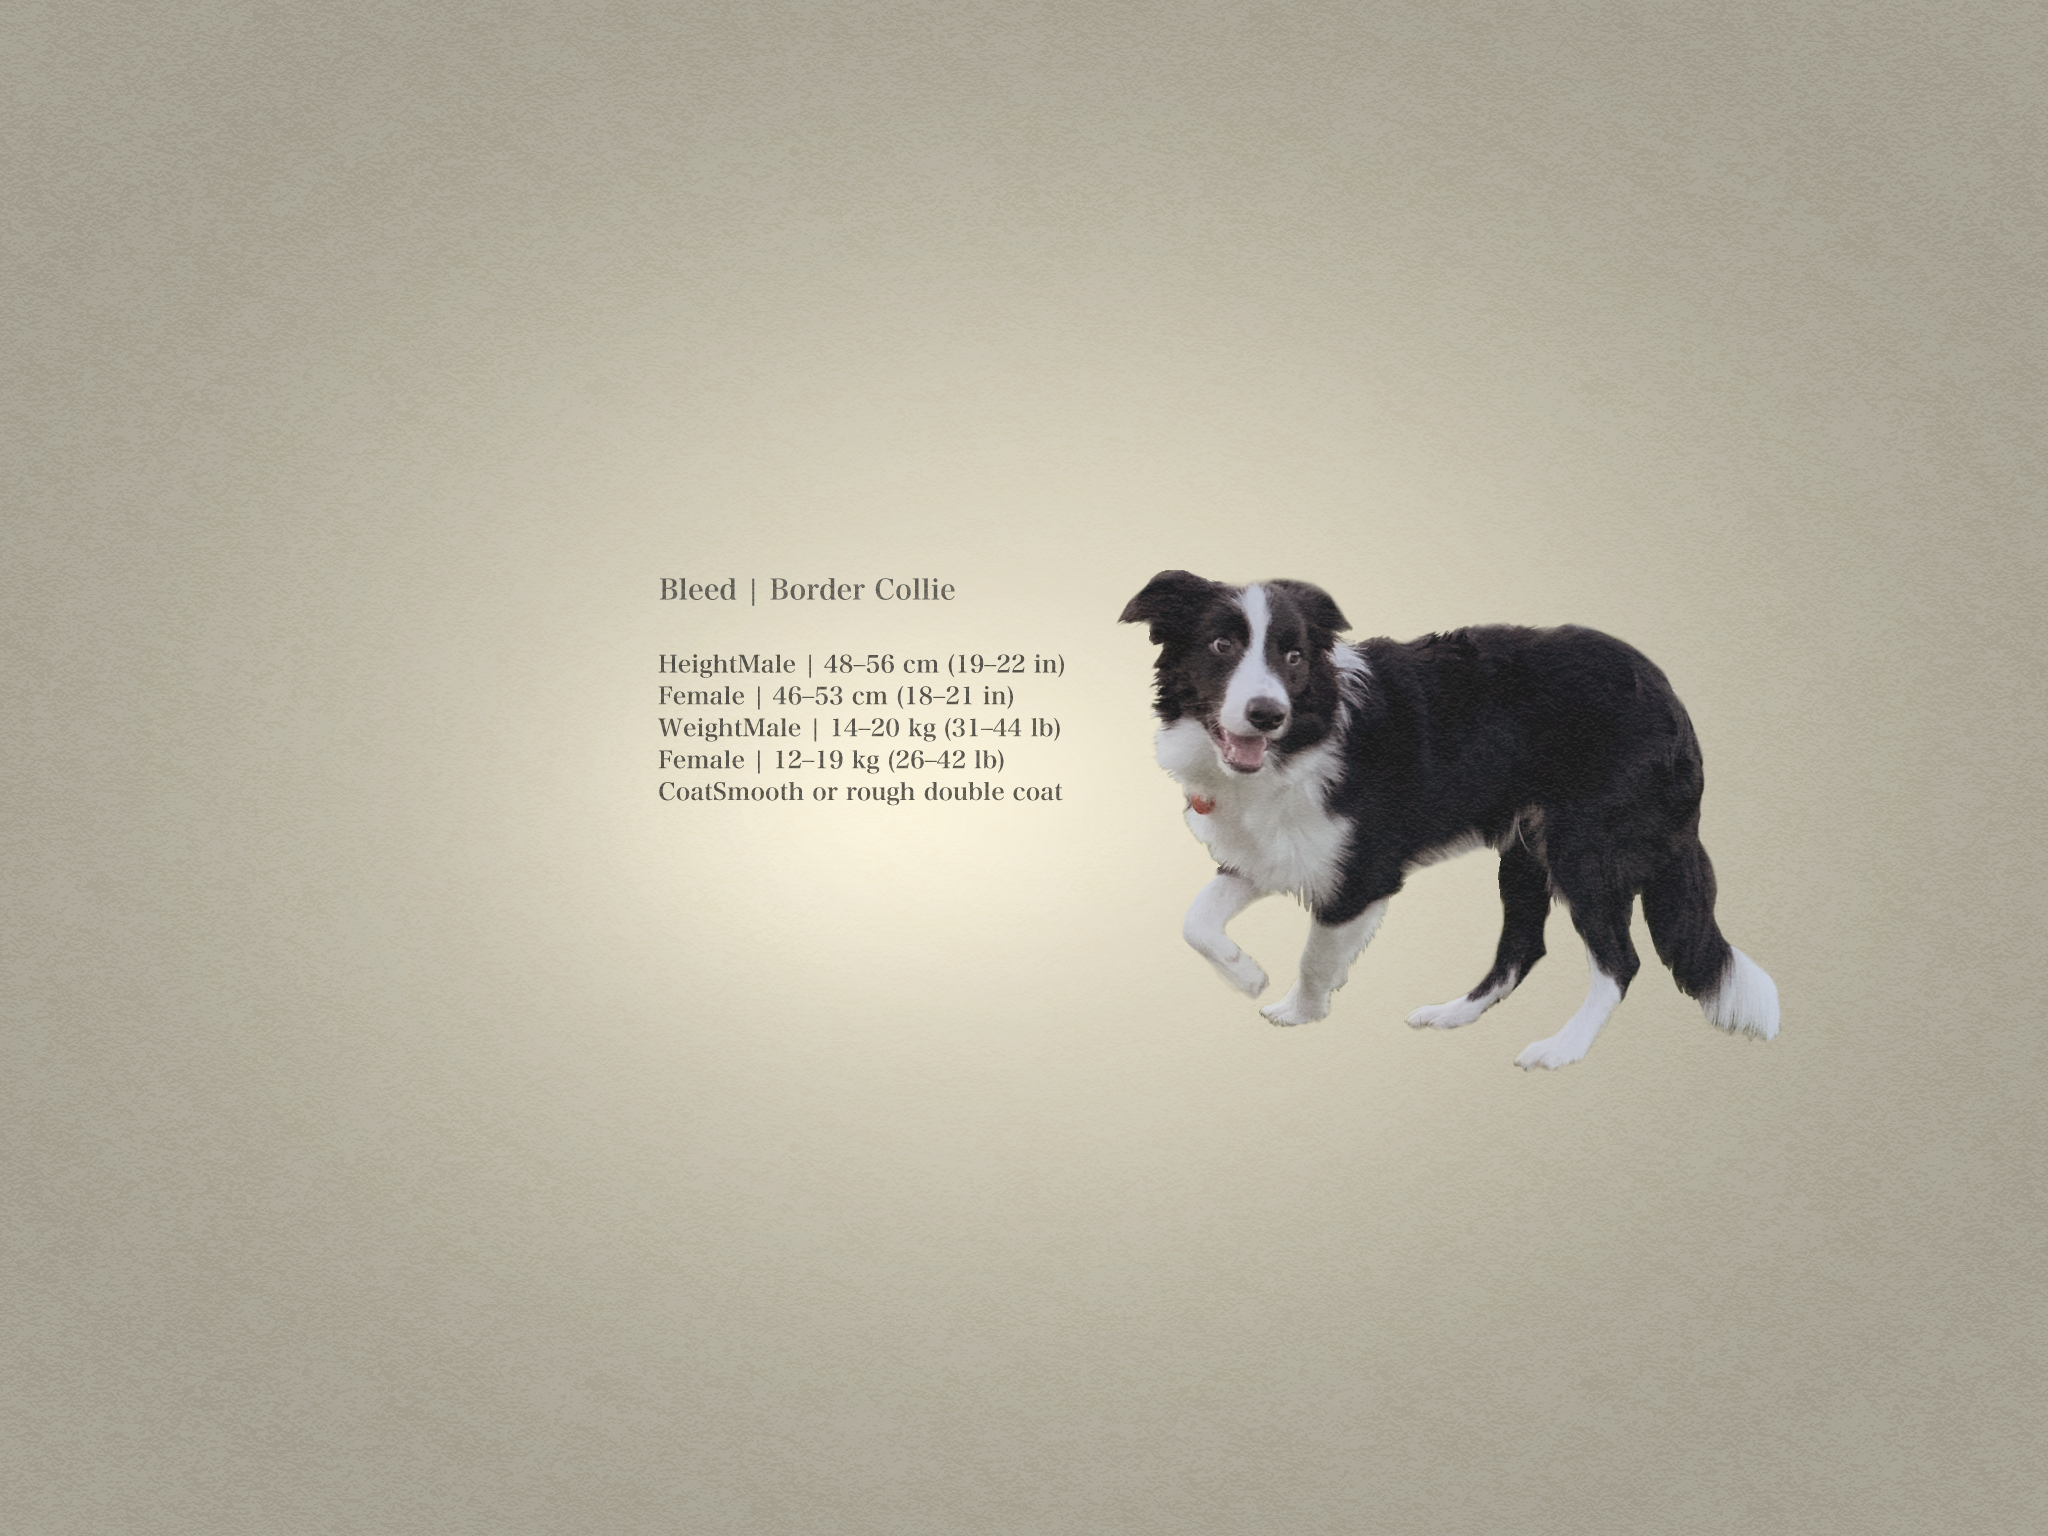 Bleed | Border Collie
HeightMale | 48–56 cm (19–22 in)
Female | 46–53 cm (18–21 in)
WeightMale | 14–20 kg (31–44 lb)
Female | 12–19 kg (26–42 lb)
CoatSmooth or rough double coat